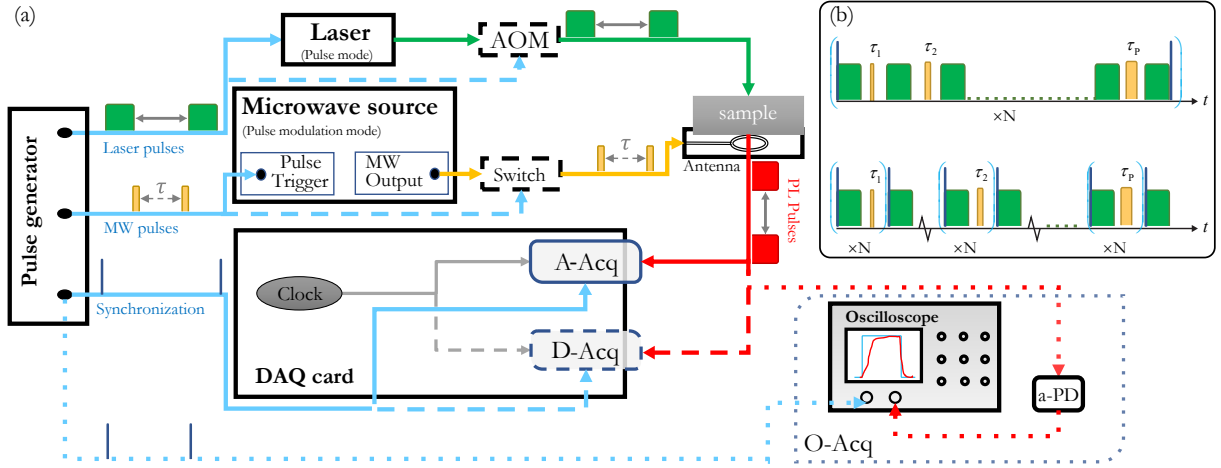 (a)
Laser
(Pulse mode)
AOM
Pulse generator
Laser pulses
Microwave source
(Pulse modulation mode)
Pulse
Trigger
MW
Output
Switch
τ
MW pulses
τ
sample
Antenna
PL Pulses
Synchronization
Clock
A-Acq
D-Acq
DAQ card
Oscilloscope
a-PD
O-Acq
(b)
τ1
τ2
τP
t
×N
τ1
τ2
τP
t
×N
×N
×N